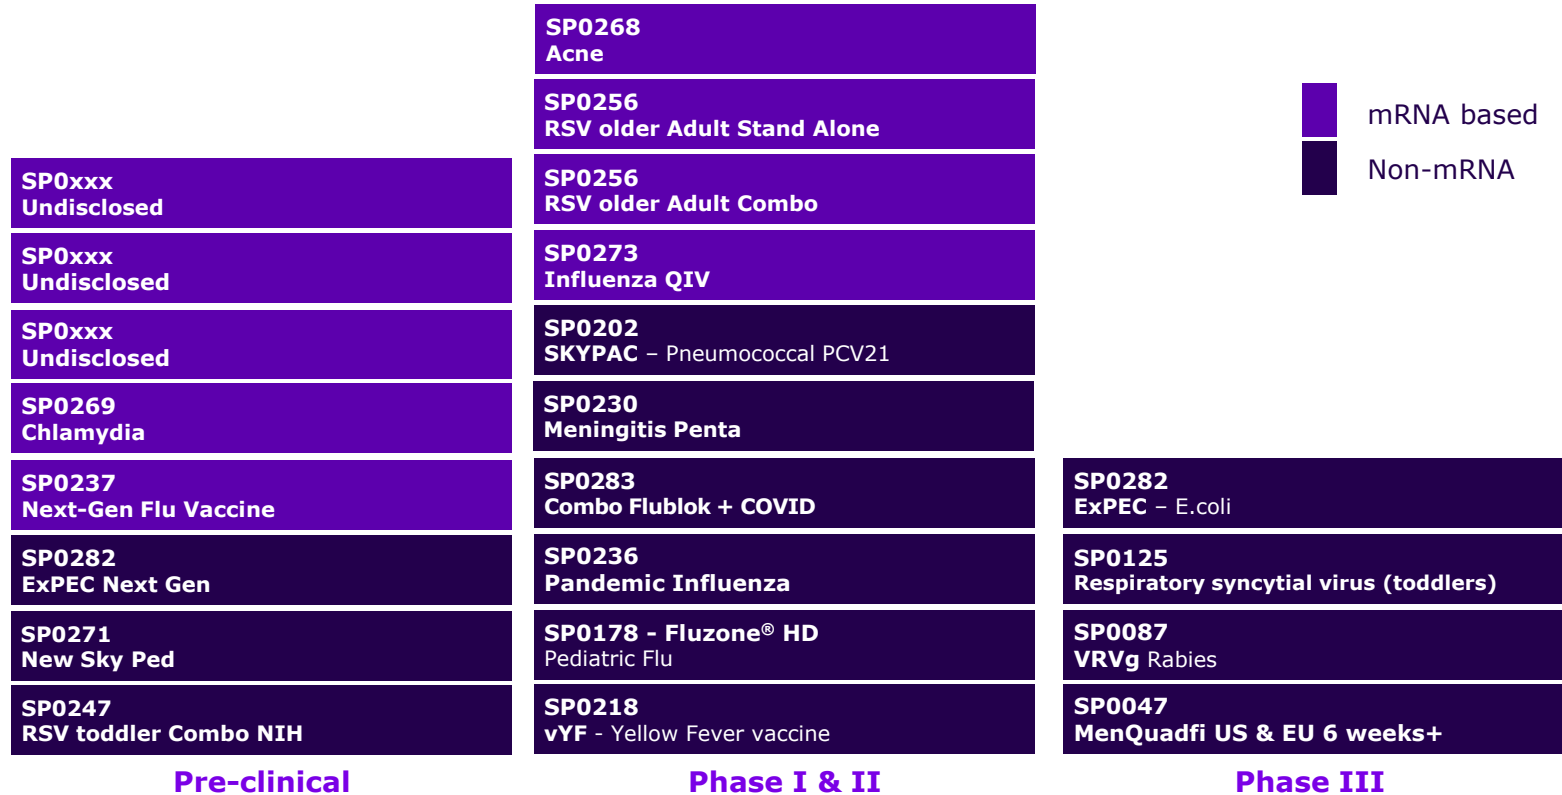 SP0xxx
Undisclosed
SP0xxx
Undisclosed
SP0xxx
Undisclosed
SP0269
Chlamydia
SP0237
Next-Gen Flu Vaccine
SP0282
ExPEC Next Gen
SP0271
New Sky Ped
SP0247
RSV toddler Combo NIH
Pre-clinical
SP0268
Acne
SP0256
RSV older Adult Stand Alone
SP0256
RSV older Adult Combo
SP0273
Influenza QIV
SP0202
SKYPAC – Pneumococcal PCV21
SP0230
Meningitis Penta
SP0283
Combo Flublok + COVID
SP0236
Pandemic Influenza
SP0178 - Fluzone® HD
Pediatric Flu
SP0218
vYF - Yellow Fever vaccine
Phase I & II
mRNA based
Non-mRNA
SP0282
ExPEC – E.coli
SP0125
Respiratory syncytial virus (toddlers)
SP0087
VRVg Rabies
SP0047
MenQuadfi US & EU 6 weeks+
Phase III